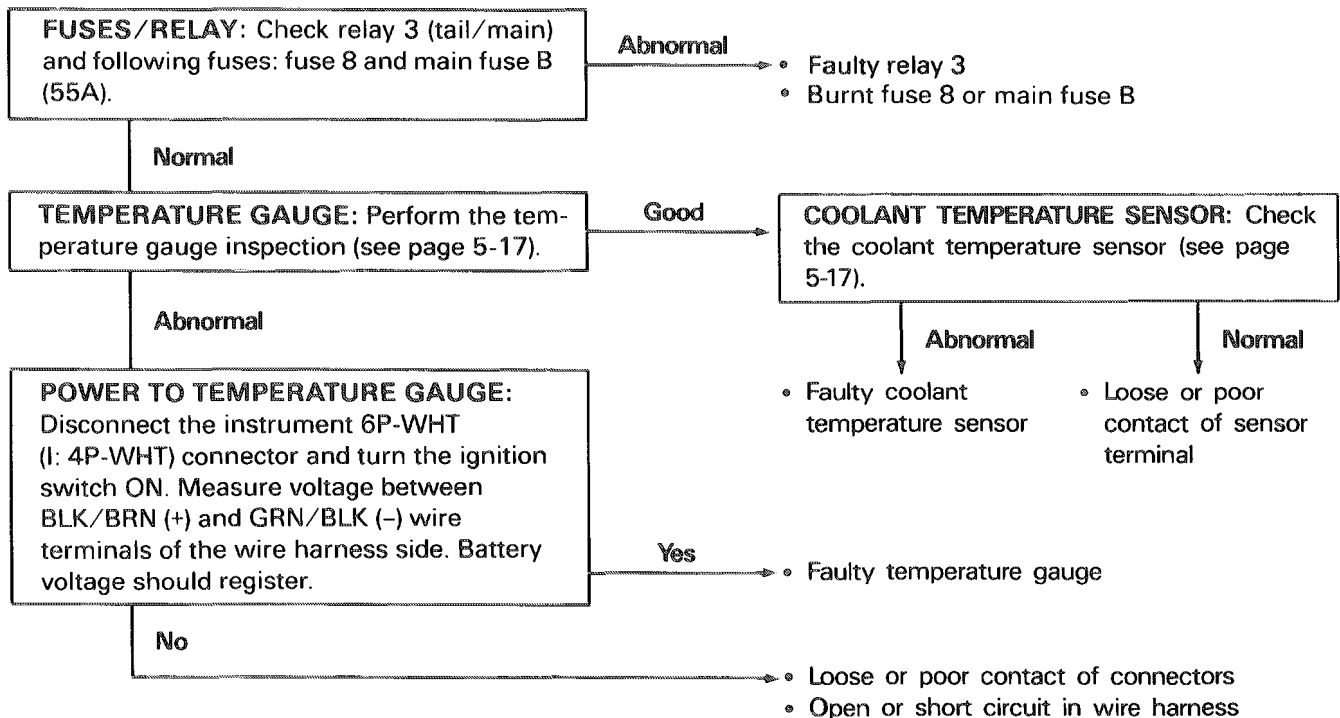 FUSES/RELAY: Check relay 3 (tail/main)
and following fuses: fuse 8 and main fuse B
(55A).
Abnormal
• Faulty relay 3
• Burnt fuse 8 or main fuse B
Normal
TEMPERATURE GAUGE: Perform the tem-
perature gauge inspection (see page 5-17).
Good
COOLANT TEMPERATURE SENSOR: Check
the coolant temperature sensor (see page
5-17).
Abnormal
Abnormal
Normal
• Faulty coolant
temperature sensor
• Loose or poor
contact of sensor
terminal
POWER TO TEMPERATURE GAUGE:
Disconnect the instrument 6P-WHT
(I: 4P-WHT) connector and turn the ignition
switch ON. Measure voltage between
BLK/BRN (+) and GRN/BLK (–) wire
terminals of the wire harness side. Battery
voltage should register.
Yes
• Faulty temperature gauge
No
• Loose or poor contact of connectors
• Open or short circuit in wire harness